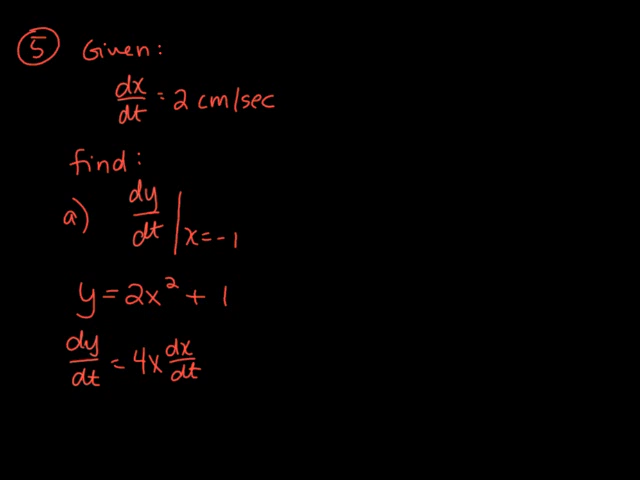 5 Given:
dx/dt = 2 cm/sec
find:
a) dy/dt | x=-1
y = 2x² + 1
dy/dt = 4x dx/dt